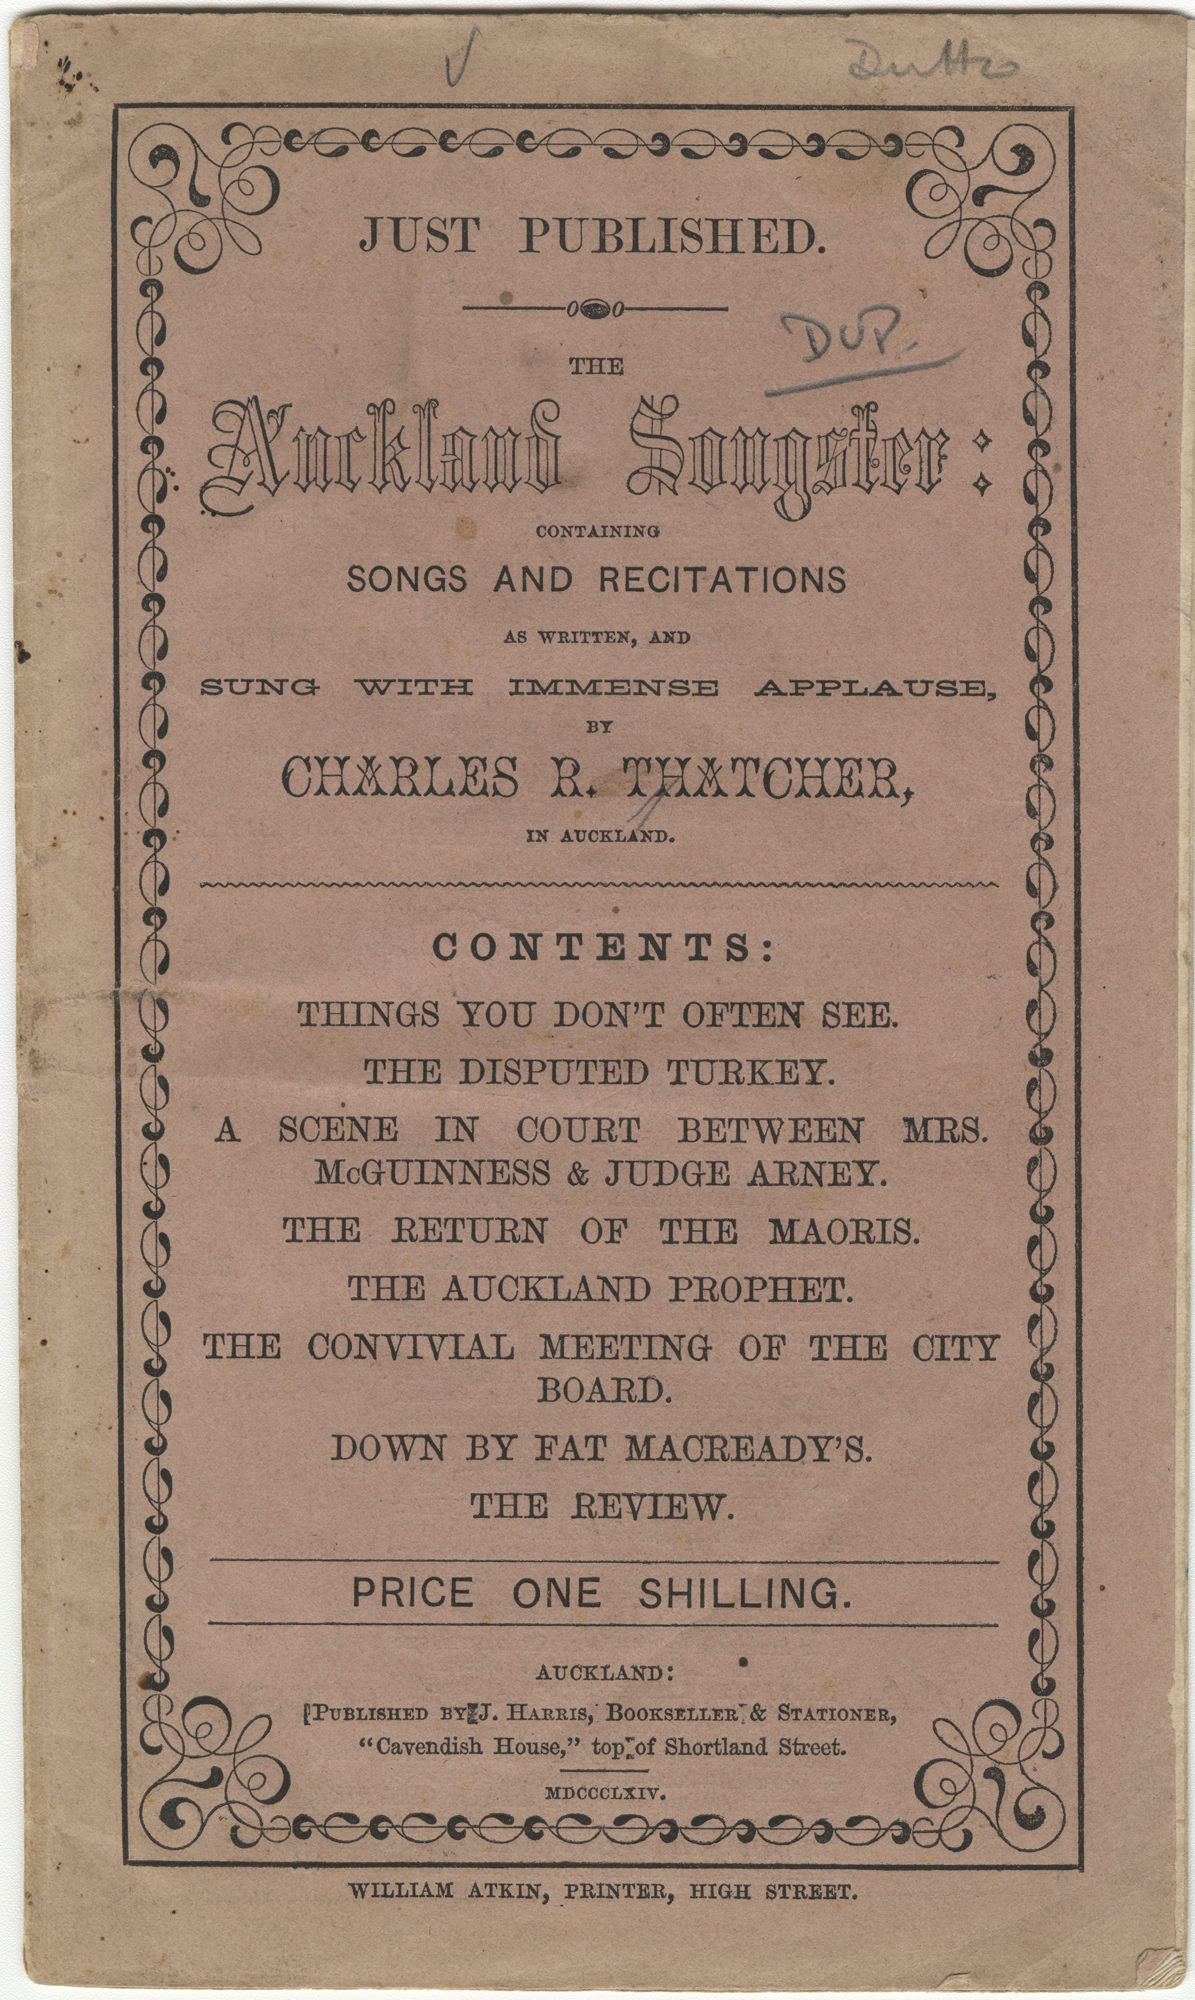 JUST PUBLISHED.
DUP.
THE
Auckland Songster:
CONTAINING
SONGS AND RECITATIONS
AS WRITTEN, AND
SUNG WITH IMMENSE APPLAUSE,
BY
CHARLES R. THATCHER,
IN AUCKLAND.
CONTENTS:
THINGS YOU DON'T OFTEN SEE.
THE DISPUTED TURKEY.
A SCENE IN COURT BETWEEN MRS.
McGUINNESS & JUDGE ARNEY.
THE RETURN OF THE MAORIS.
THE AUCKLAND PROPHET.
THE CONVIVIAL MEETING OF THE CITY
BOARD.
DOWN BY FAT MACREADY'S.
THE REVIEW.
PRICE ONE SHILLING.
AUCKLAND:
PUBLISHED BY J. HARRIS, BOOKSELLER & STATIONER,
"Cavendish House," top of Shortland Street.
MDCCCLXIV.
WILLIAM ATKIN, PRINTER, HIGH STREET.